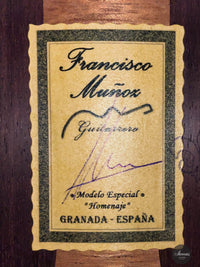 Francisco
Muñoz
Guitarrero
• Modelo Especial •
"Homenaje"
GRANADA - ESPAÑA